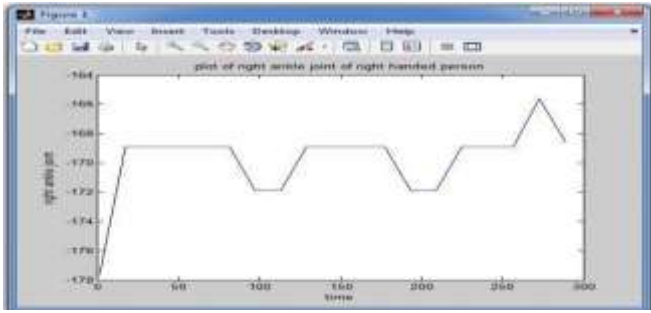 Figure 1
File Edit View Insert Tools Desktop Window Help
plot of right ankle joint of right handed person
-164
-166
-168
-170
-172
-174
-176
-178
right ankle joint
0 50 100 150 200 250 300
time